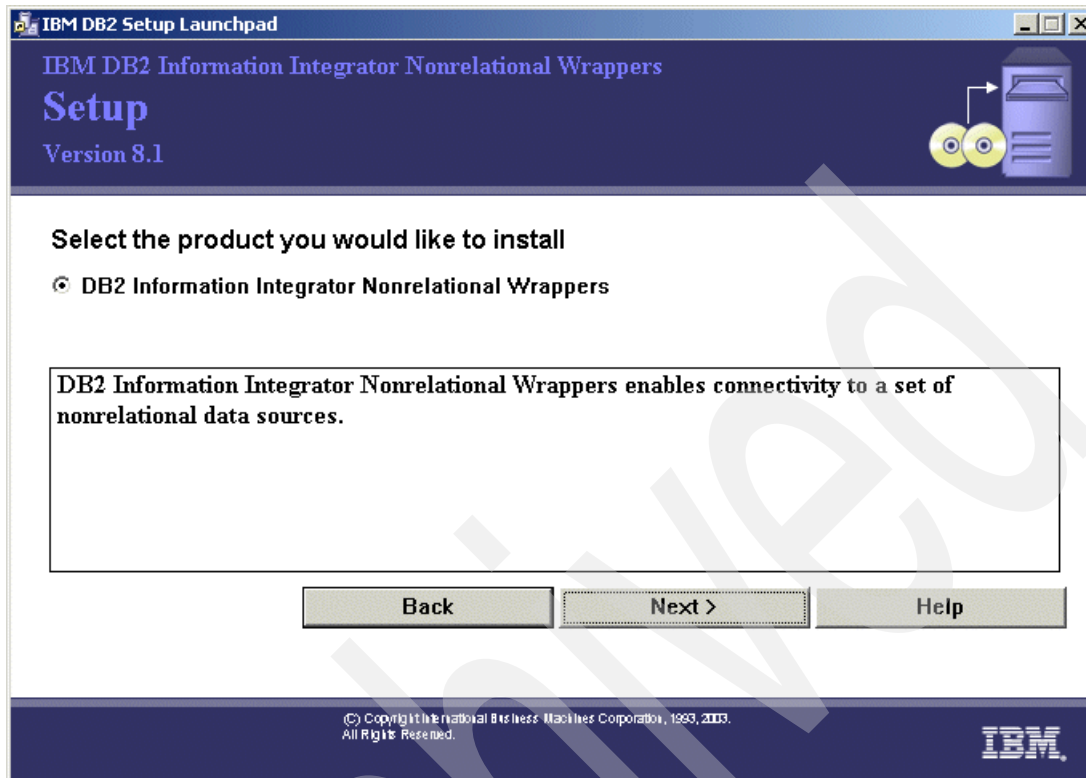 IBM DB2 Setup Launchpad
IBM DB2 Information Integrator Nonrelational Wrappers
Setup
Version 8.1
Select the product you would like to install
DB2 Information Integrator Nonrelational Wrappers
DB2 Information Integrator Nonrelational Wrappers enables connectivity to a set of
nonrelational data sources.
Back
Next >
Help
(C) Copyright International Business Machines Corporation, 1993, 2003.
All Rights Reserved.
IBM.
hived